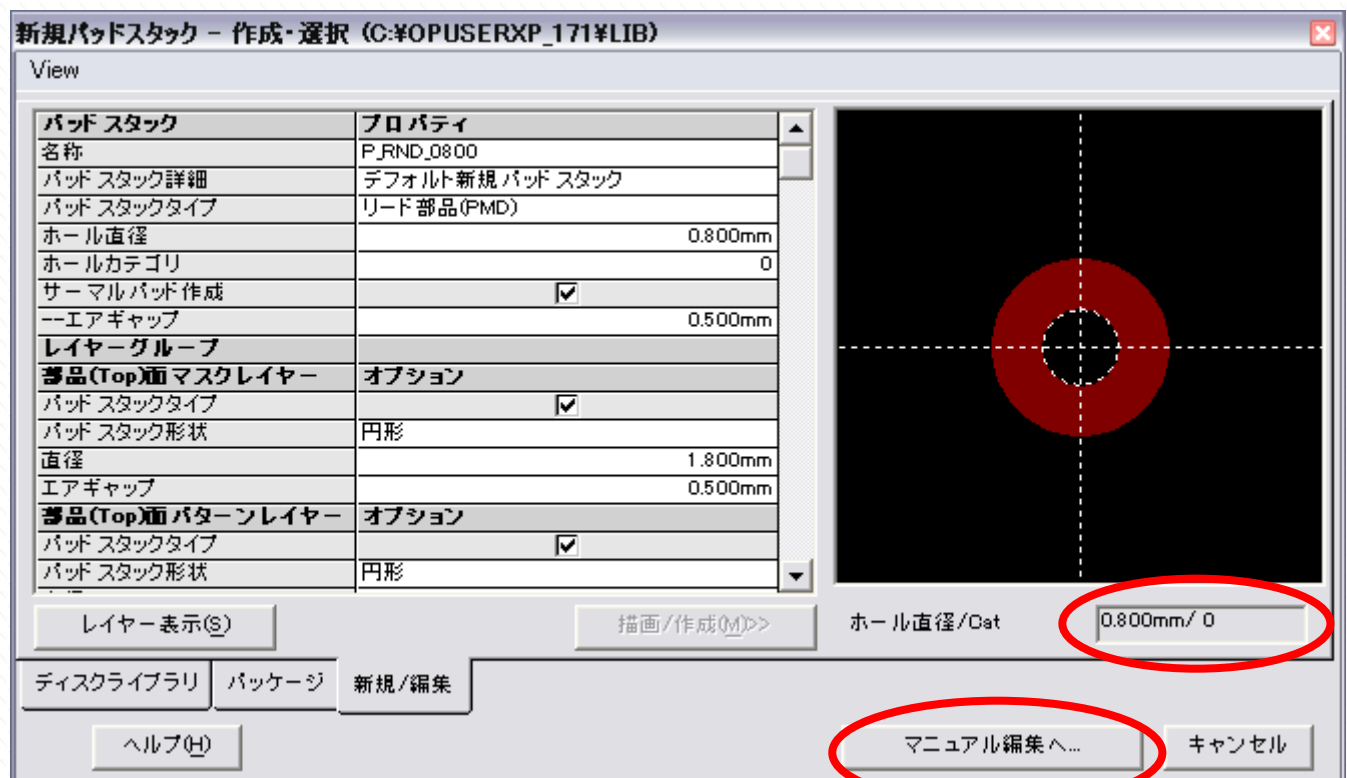 新規パッドスタック - 作成・選択 (C:¥OPUSERXP_171¥LIB)
View
パッド スタック プロパティ
名称 P_RND_0800
パッド スタック詳細 デフォルト新規 パッド スタック
パッド スタックタイプ リード部品(PMD)
ホール直径 0.800mm
ホールカテゴリ 0
サーマルパッド作成
--エアギャップ 0.500mm
レイヤーグループ
部品(Top)面マスクレイヤー オプション
パッド スタックタイプ
パッド スタック形状 円形
直径 1.800mm
エアギャップ 0.500mm
部品(Top)面パターンレイヤー オプション
パッド スタックタイプ
パッド スタック形状 円形
レイヤー表示(S) 描画/作成(M)>> ホール直径/Cat 0.800mm/ 0
ディスクライブラリ パッケージ 新規/編集
ヘルプ(H) マニュアル編集へ... キャンセル